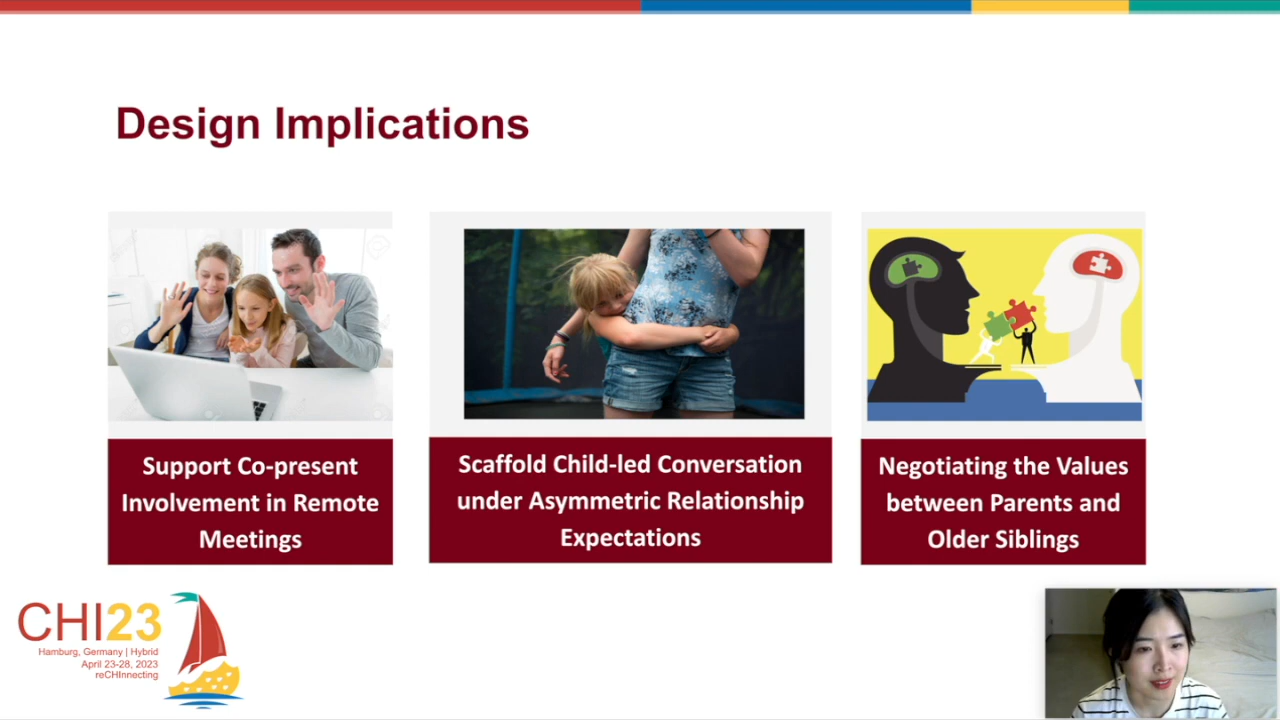 Design Implications
Support Co-present
Involvement in Remote
Meetings
Scaffold Child-led Conversation
under Asymmetric Relationship
Expectations
Negotiating the Values
between Parents and
Older Siblings
CHI23
Hamburg, Germany | Hybrid
April 23-28, 2023
reCHInnecting